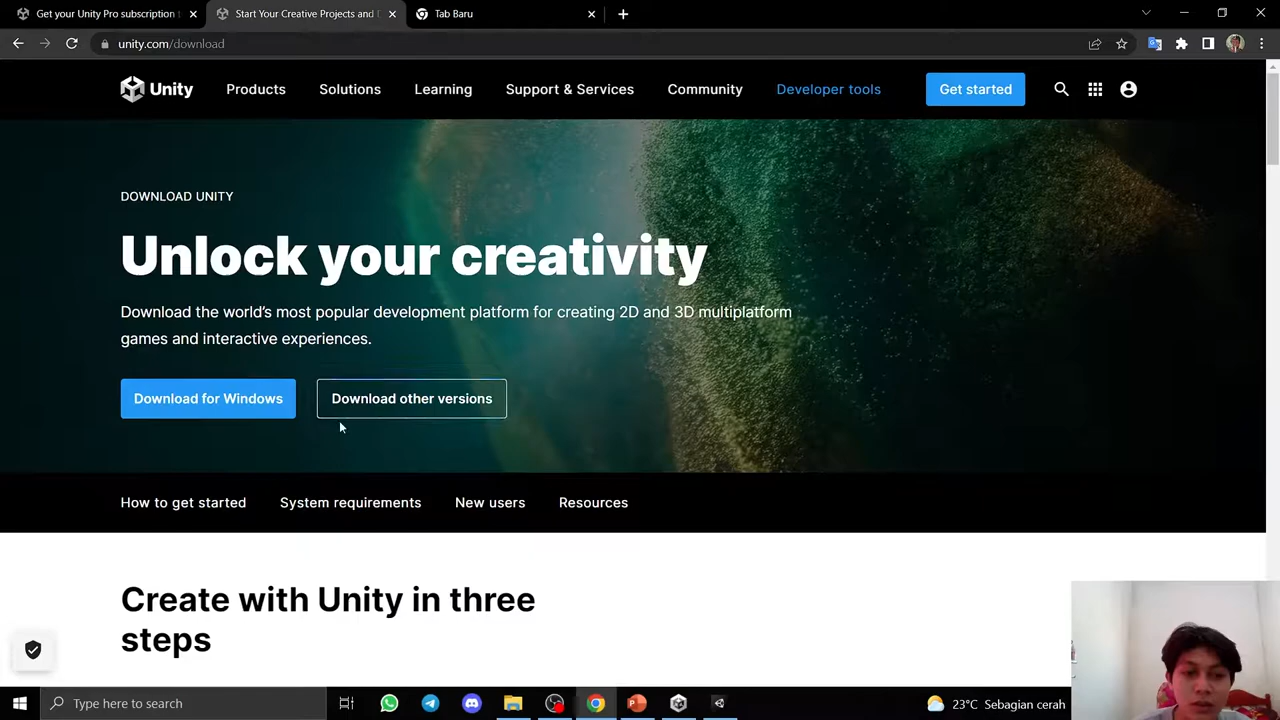 Get your Unity Pro subscription
Start Your Creative Projects and
Tab Baru
unity.com/download
Unity
Products
Solutions
Learning
Support & Services
Community
Developer tools
Get started
DOWNLOAD UNITY
Unlock your creativity
Download the world's most popular development platform for creating 2D and 3D multiplatform
games and interactive experiences.
Download for Windows
Download other versions
How to get started
System requirements
New users
Resources
Create with Unity in three
steps
Type here to search
23°C Sebagian cerah